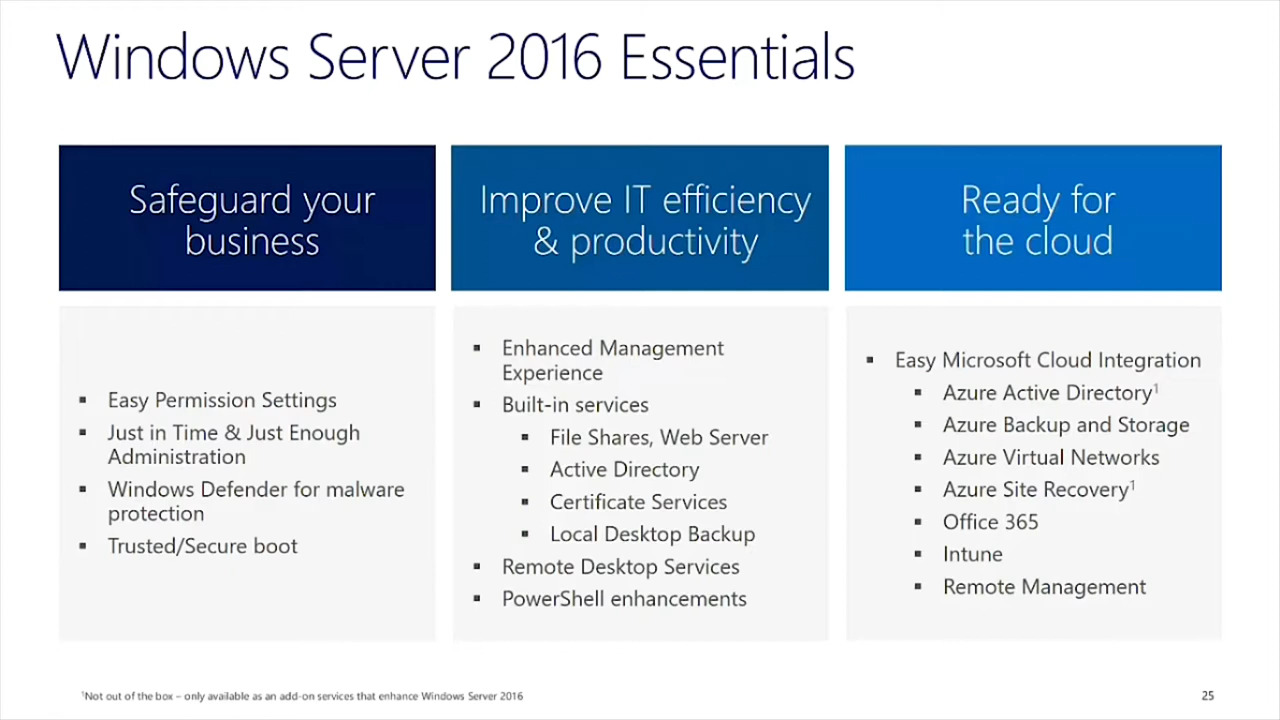 Windows Server 2016 Essentials
Safeguard your
business
▪ Easy Permission Settings
▪ Just in Time & Just Enough
Administration
▪ Windows Defender for malware
protection
▪ Trusted/Secure boot
Improve IT efficiency
& productivity
▪ Enhanced Management
Experience
▪ Built-in services
▪ File Shares, Web Server
▪ Active Directory
▪ Certificate Services
▪ Local Desktop Backup
▪ Remote Desktop Services
▪ PowerShell enhancements
Ready for
the cloud
▪ Easy Microsoft Cloud Integration
▪ Azure Active Directory¹
▪ Azure Backup and Storage
▪ Azure Virtual Networks
▪ Azure Site Recovery¹
▪ Office 365
▪ Intune
▪ Remote Management
¹Not out of the box – only available as an add-on services that enhance Windows Server 2016
25